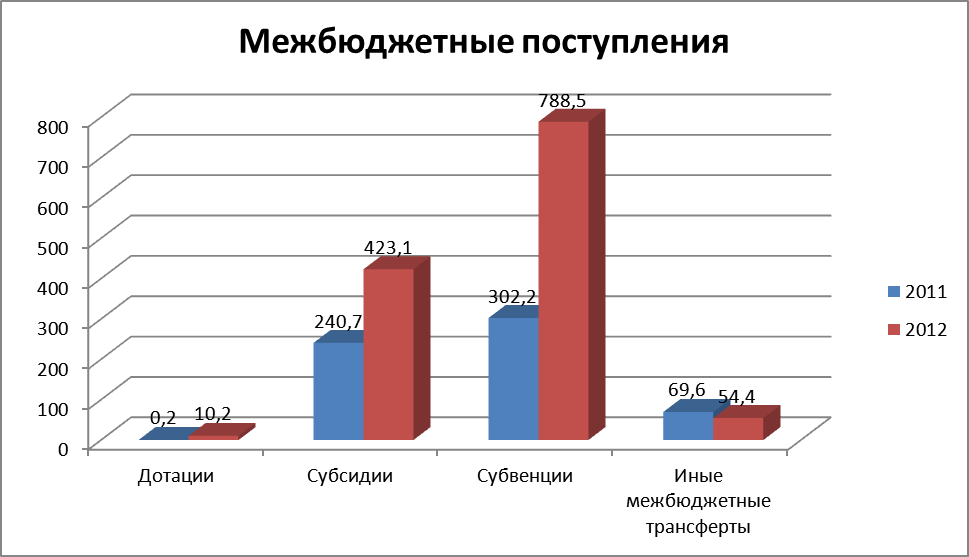 Межбюджетные поступления
800
700
600
500
400
300
200
100
0
0,2
10,2
240,7
423,1
302,2
788,5
69,6
54,4
Дотации
Субсидии
Субвенции
Иные
межбюджетные
трансферты
2011
2012